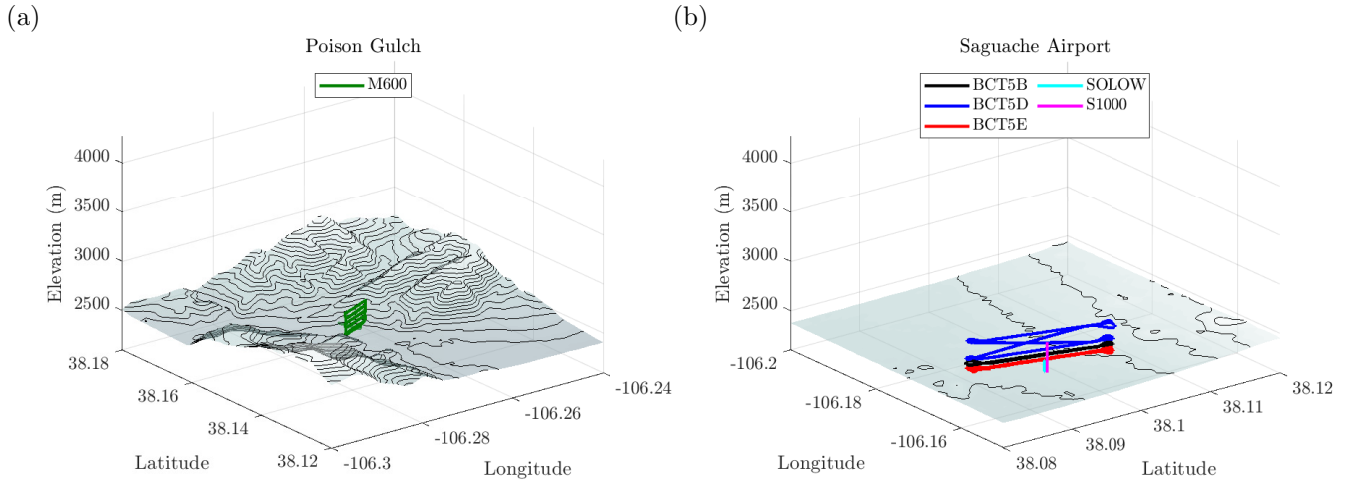 (a)
Poison Gulch
M600
4000
3500
3000
2500
Elevation (m)
38.18
38.16
38.14
38.12
Latitude
-106.3
-106.28
-106.26
-106.24
Longitude
(b)
Saguache Airport
BCT5B SOLOW
BCT5D S1000
BCT5E
4000
3500
3000
2500
Elevation (m)
-106.2
-106.18
-106.16
Longitude
38.08
38.09
38.1
38.11
38.12
Latitude